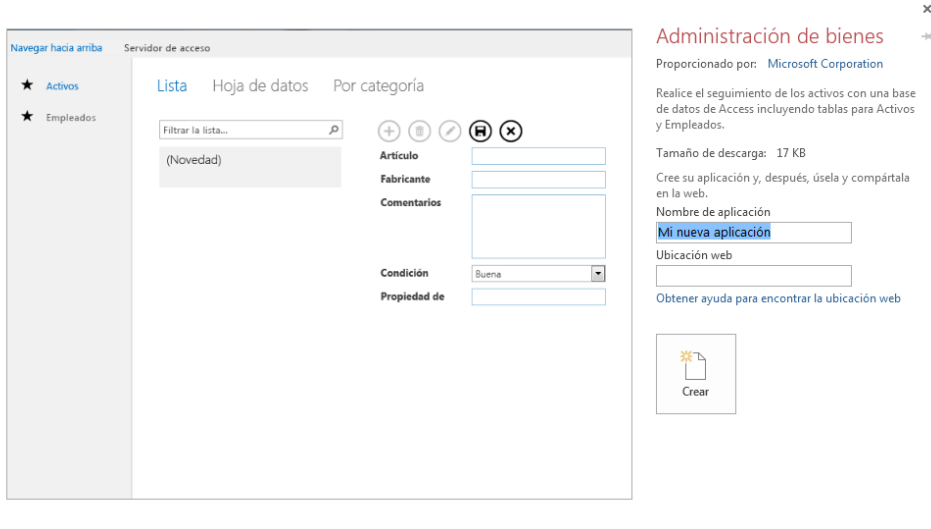 Navegar hacia arriba Servidor de acceso
Activos
Empleados
Lista Hoja de datos Por categoría
Filtrar la lista...
(Novedad)
Artículo
Fabricante
Comentarios
Condición Buena
Propiedad de
Administración de bienes
Proporcionado por: Microsoft Corporation
Realice el seguimiento de los activos con una base
de datos de Access incluyendo tablas para Activos
y Empleados.
Tamaño de descarga: 17 KB
Cree su aplicación y, después, úsela y compártala
en la web.
Nombre de aplicación
Mi nueva aplicación
Ubicación web
Obtener ayuda para encontrar la ubicación web
Crear